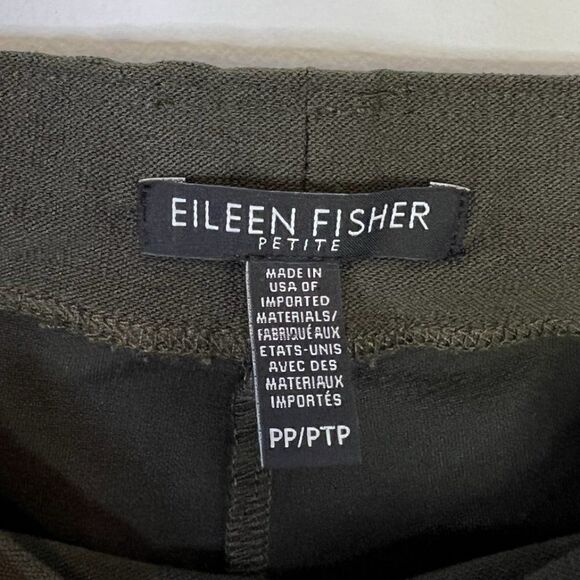 EILEEN FISHER
PETITE
MADE IN
USA OF
IMPORTED
MATERIALS/
FABRIQUÉ AUX
ETATS-UNIS
AVEC DES
MATERIAUX
IMPORTÉS
PP/PTP